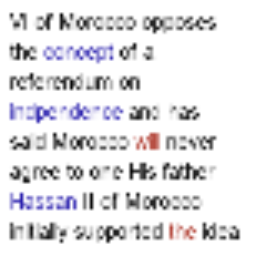 VI of Morocco opposes
the concept of a
referendum on
indpendence and has
said Morocco will never
agree to one His father
Hassan II of Morocco
initially supported the idea